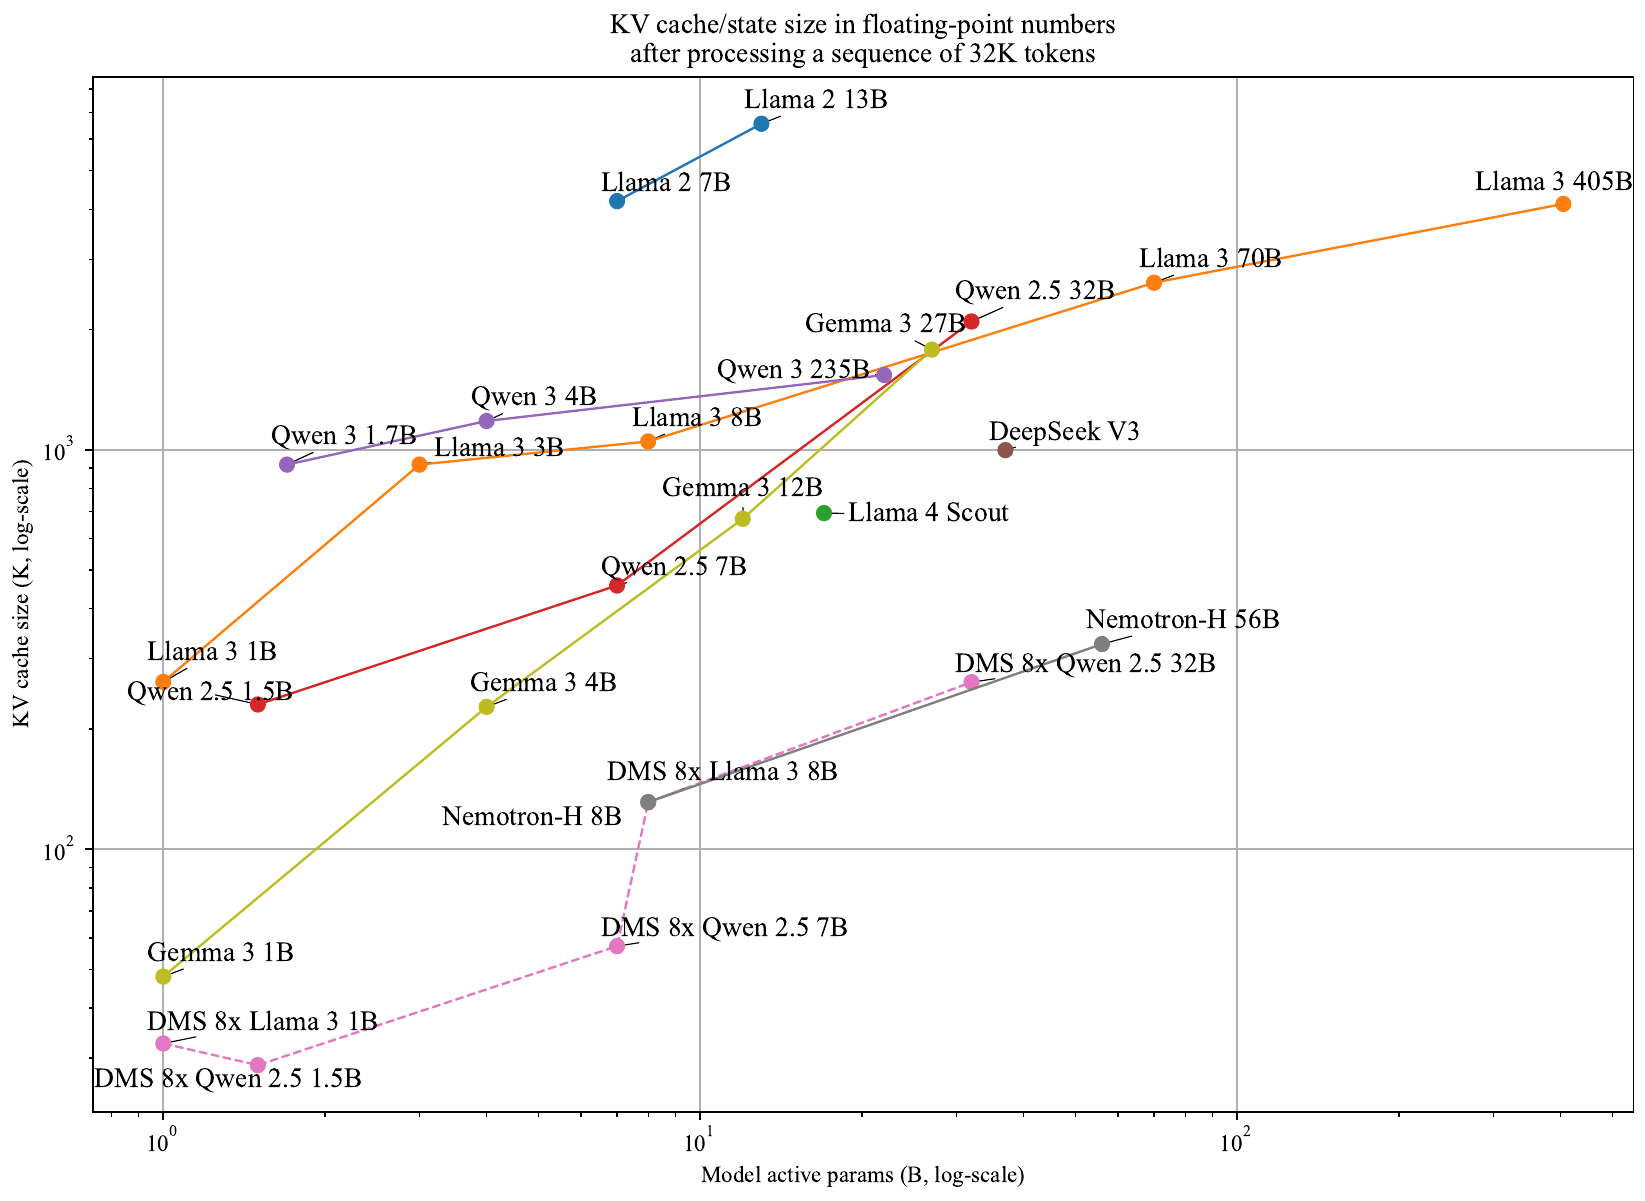 KV cache/state size in floating-point numbers
after processing a sequence of 32K tokens
Llama 2 13B
Llama 2 7B
Llama 3 405B
Llama 3 70B
Qwen 2.5 32B
Gemma 3 27B
Qwen 3 235B
Qwen 3 4B
Llama 3 8B
Qwen 3 1.7B
Llama 3 3B
DeepSeek V3
Gemma 3 12B
Llama 4 Scout
Qwen 2.5 7B
Nemotron-H 56B
Llama 3 1B
DMS 8x Qwen 2.5 32B
Qwen 2.5 1.5B
Gemma 3 4B
DMS 8x Llama 3 8B
Nemotron-H 8B
DMS 8x Qwen 2.5 7B
Gemma 3 1B
DMS 8x Llama 3 1B
DMS 8x Qwen 2.5 1.5B
10³
10²
KV cache size (K, log-scale)
10⁰ 10¹ 10²
Model active params (B, log-scale)